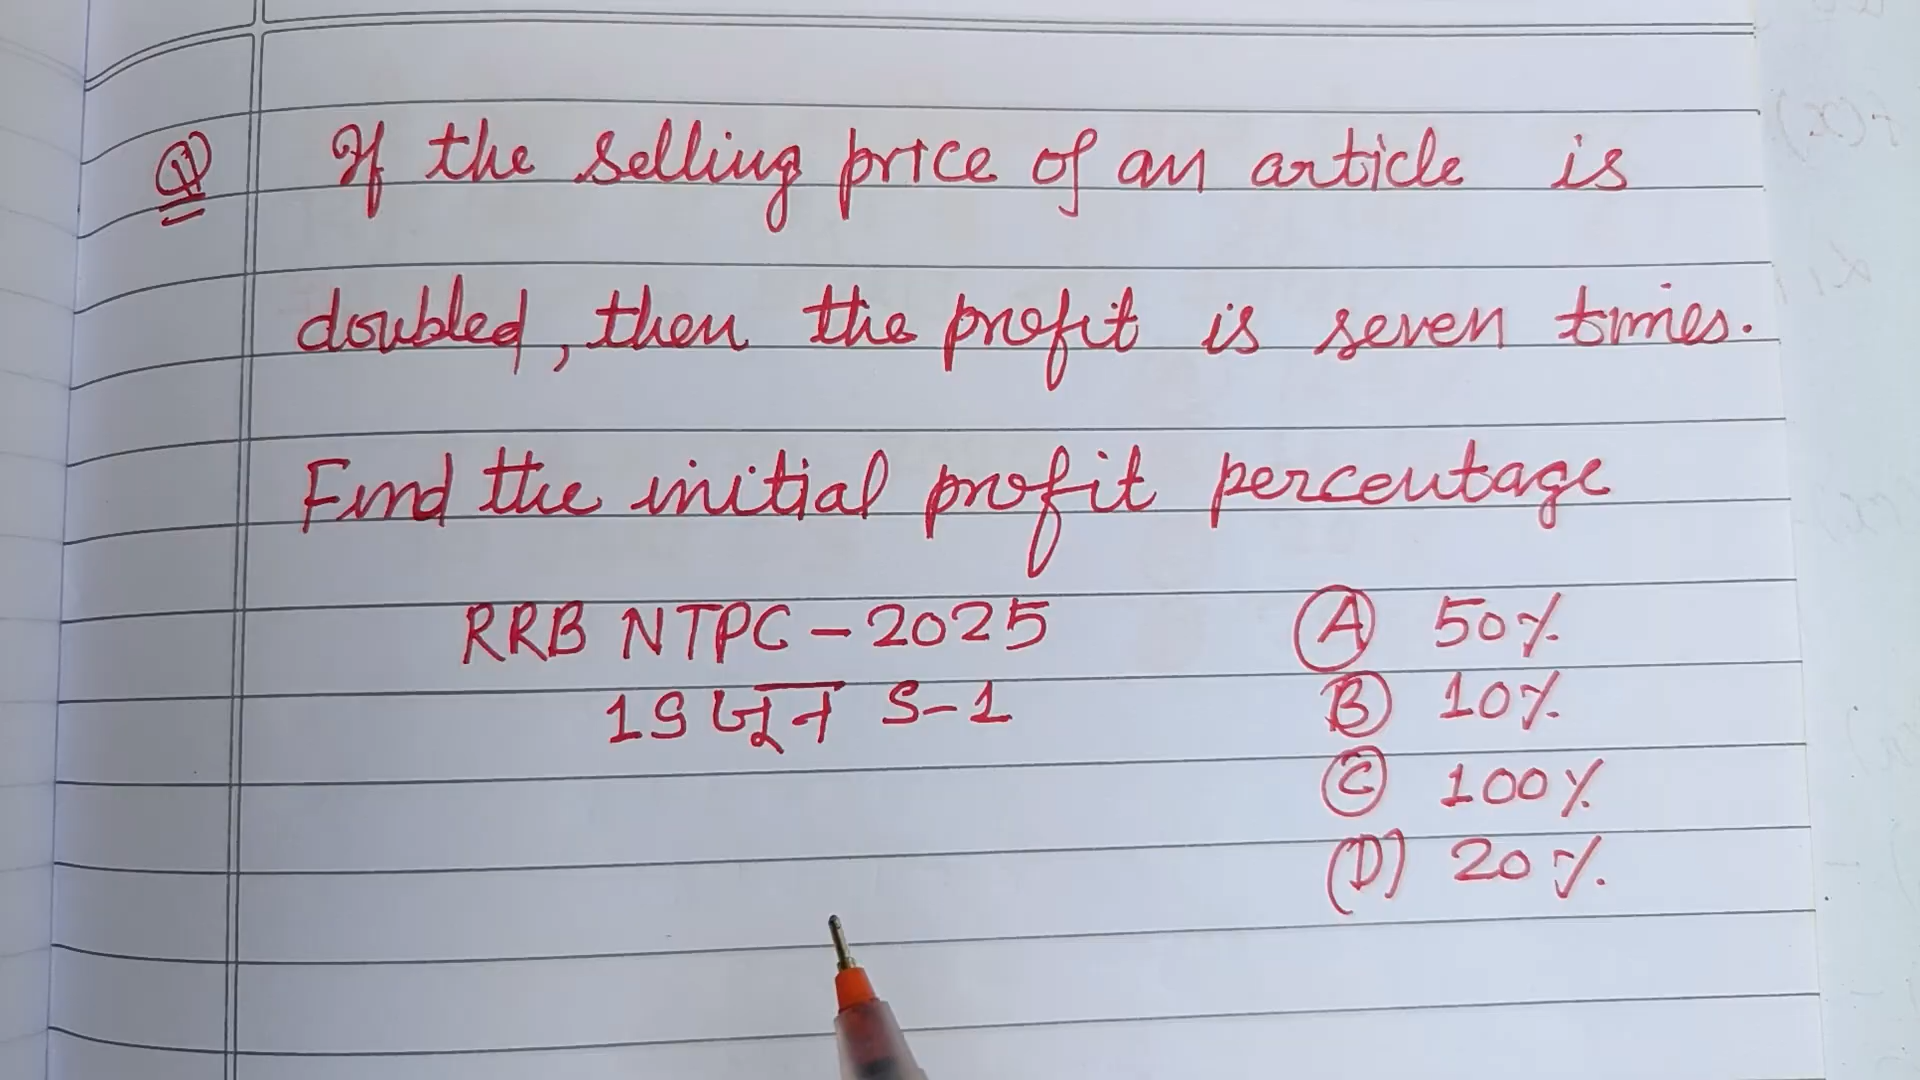 Q If the selling price of an article is
doubled, then the profit is seven times.
Find the initial profit percentage
RRB NTPC - 2025
19 जून S-1
A 50%
B 10%
C 100%
(D) 20%.